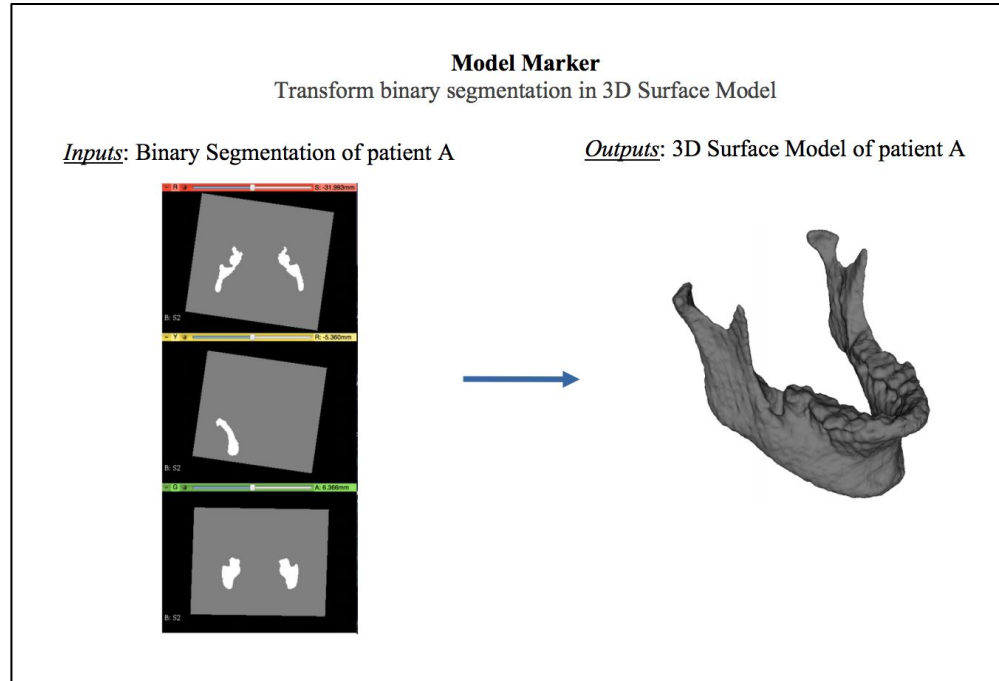 Model Marker
Transform binary segmentation in 3D Surface Model
Inputs: Binary Segmentation of patient A
Outputs: 3D Surface Model of patient A
R
S: -31.993mm
B: S2
Y
R: -5.360mm
B: S2
G
A: 6.366mm
B: S2